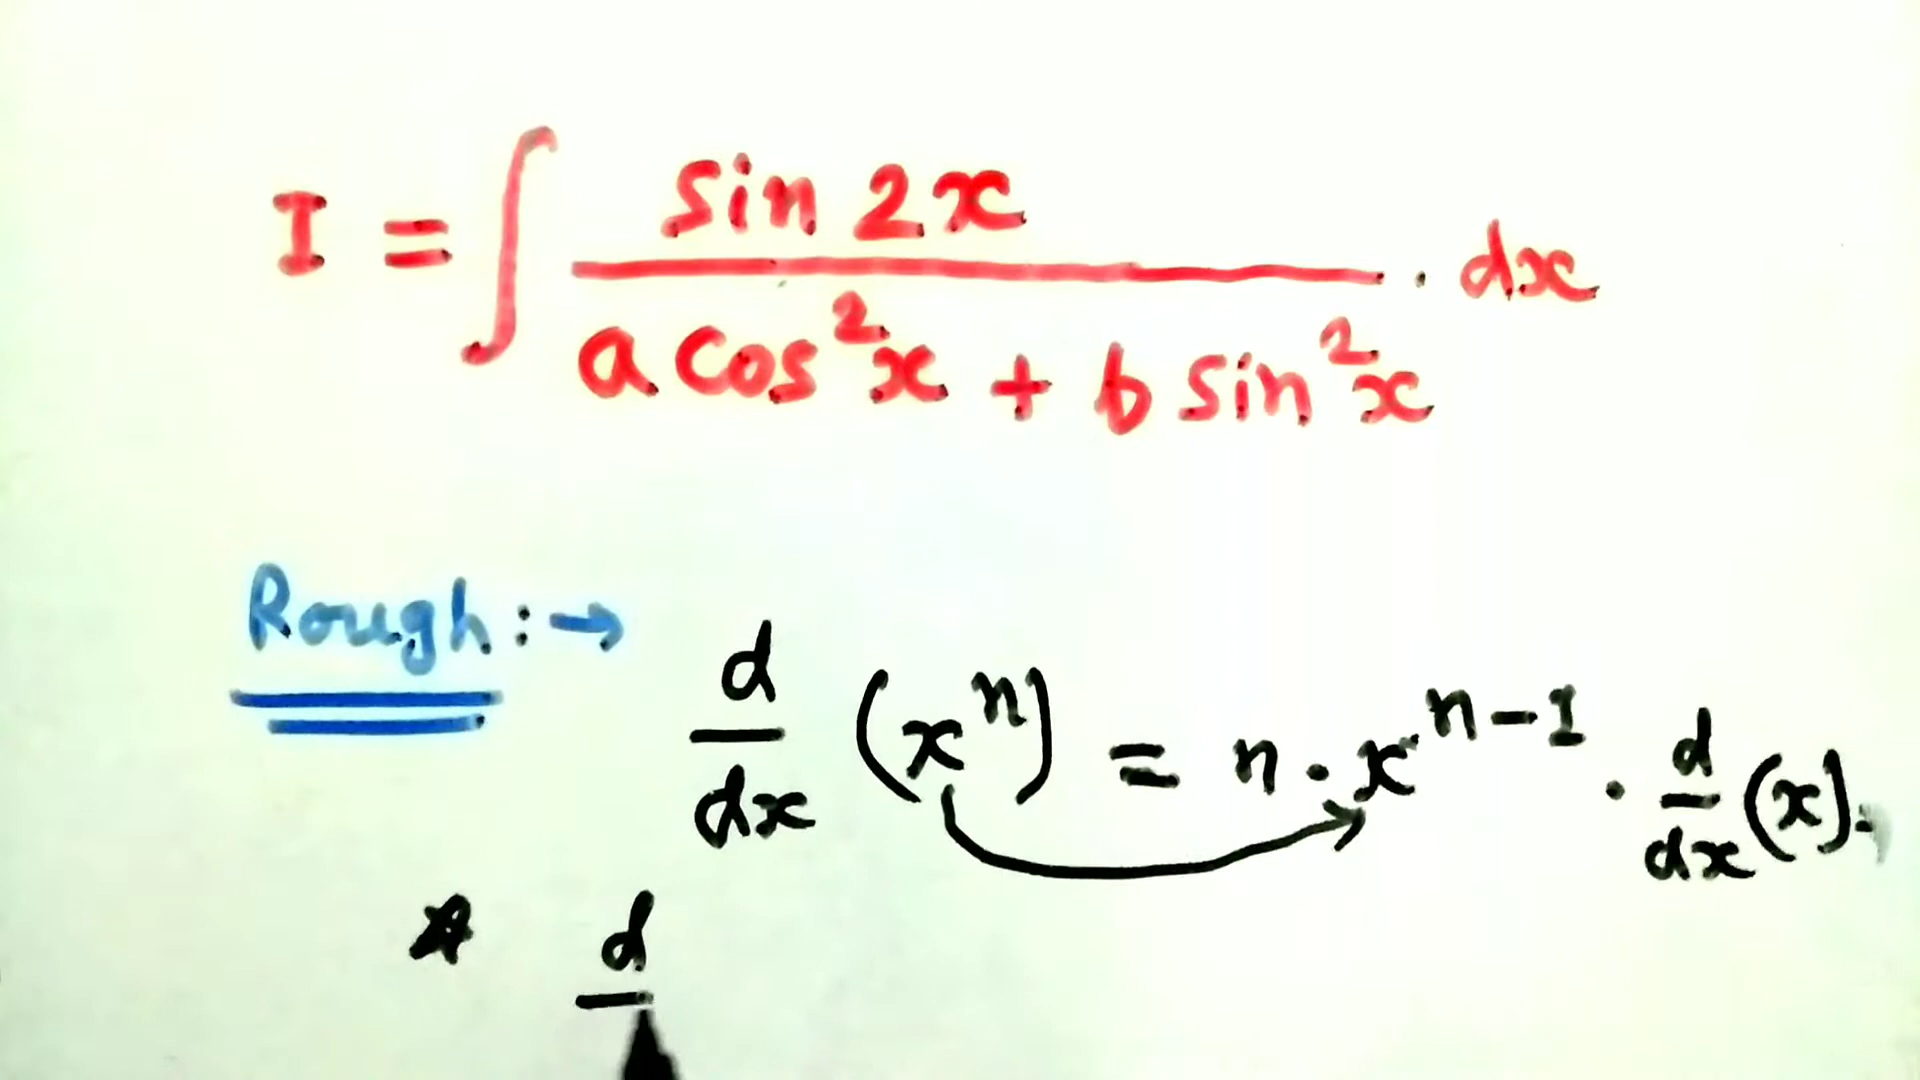 I = ∫ sin 2x / (a cos²x + b sin²x) . dx
Rough : →
d/dx (xⁿ) = n . xⁿ⁻¹ . d/dx (x).
* d